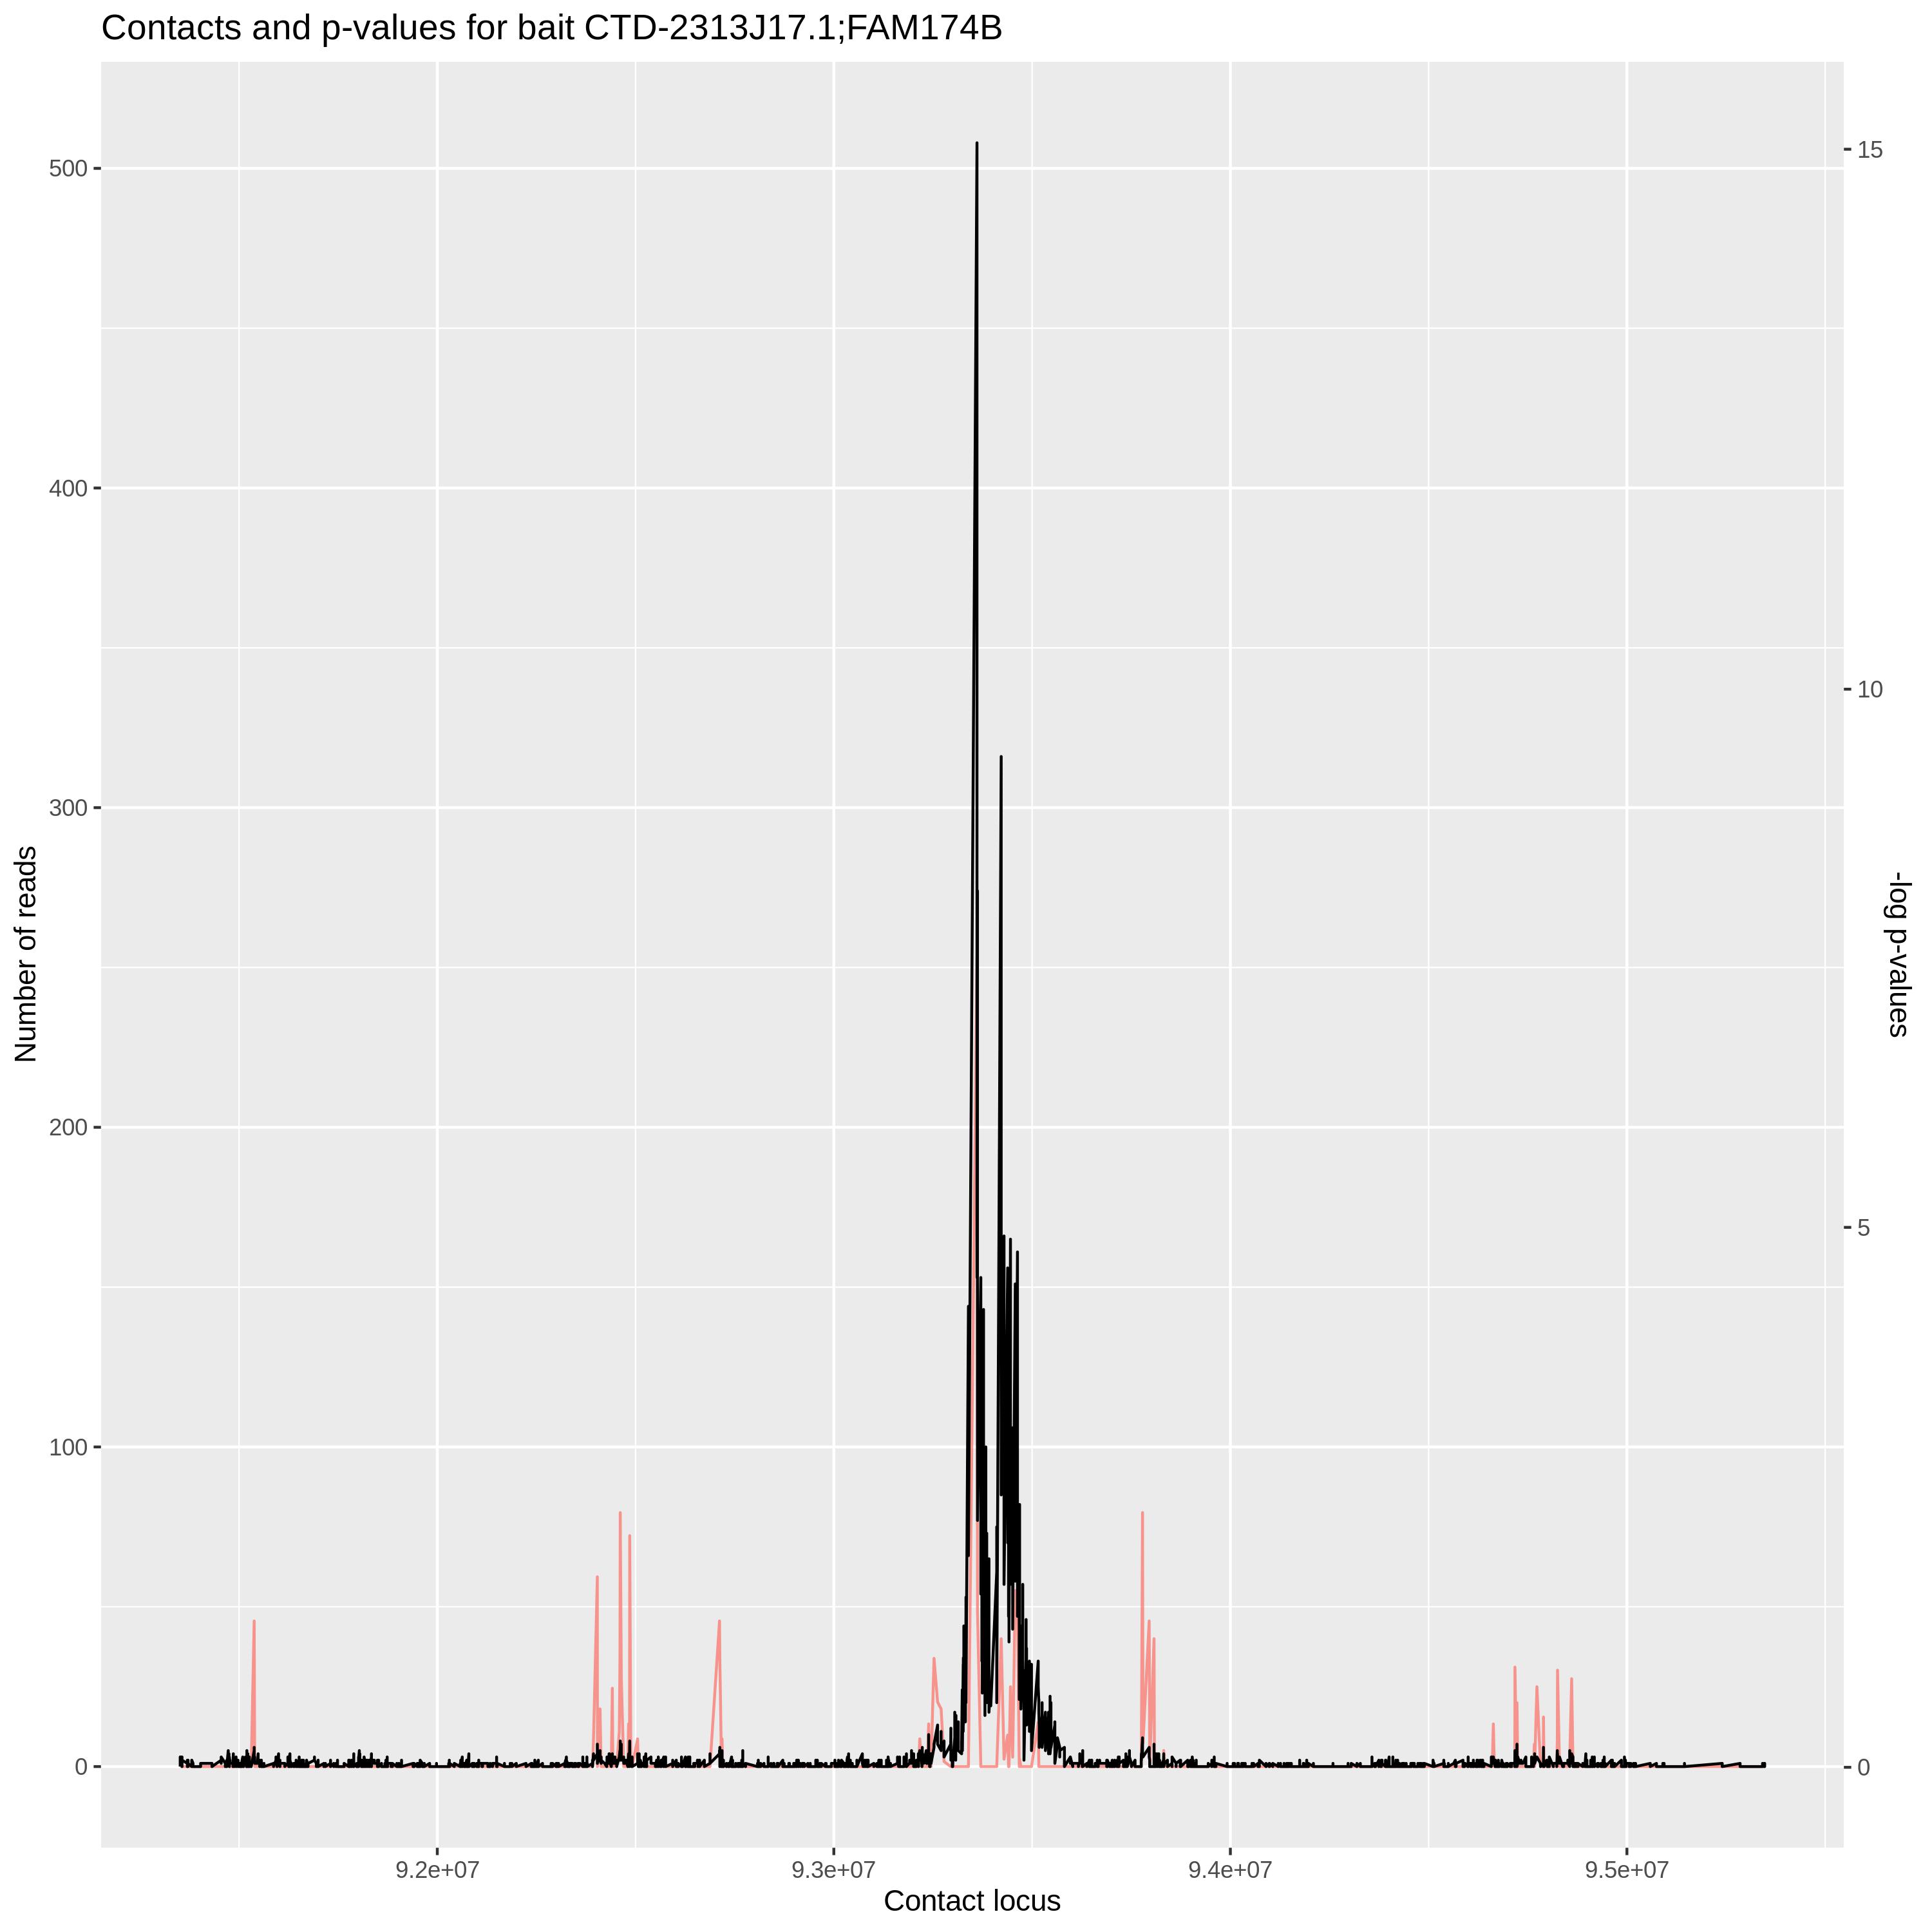 Contacts and p-values for bait CTD-2313J17.1;FAM174B
500
400
300
200
100
0
Number of reads
15
10
5
0
-log p-values
9.2e+07
9.3e+07
9.4e+07
9.5e+07
Contact locus